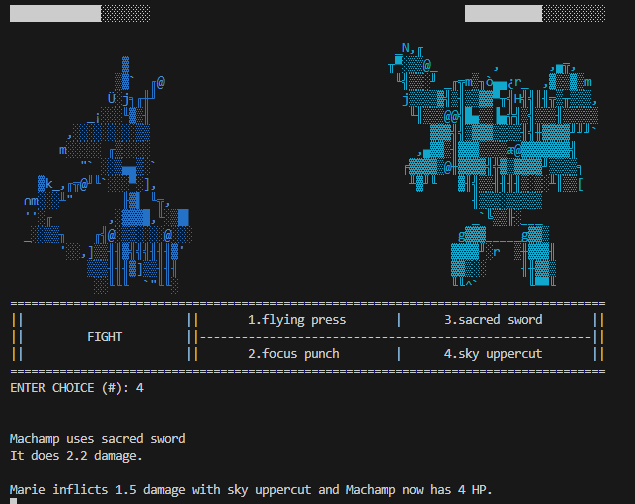 FIGHT
1.flying press | 3.sacred sword
2.focus punch | 4.sky uppercut
ENTER CHOICE (#): 4
Machamp uses sacred sword
It does 2.2 damage.
Marie inflicts 1.5 damage with sky uppercut and Machamp now has 4 HP.